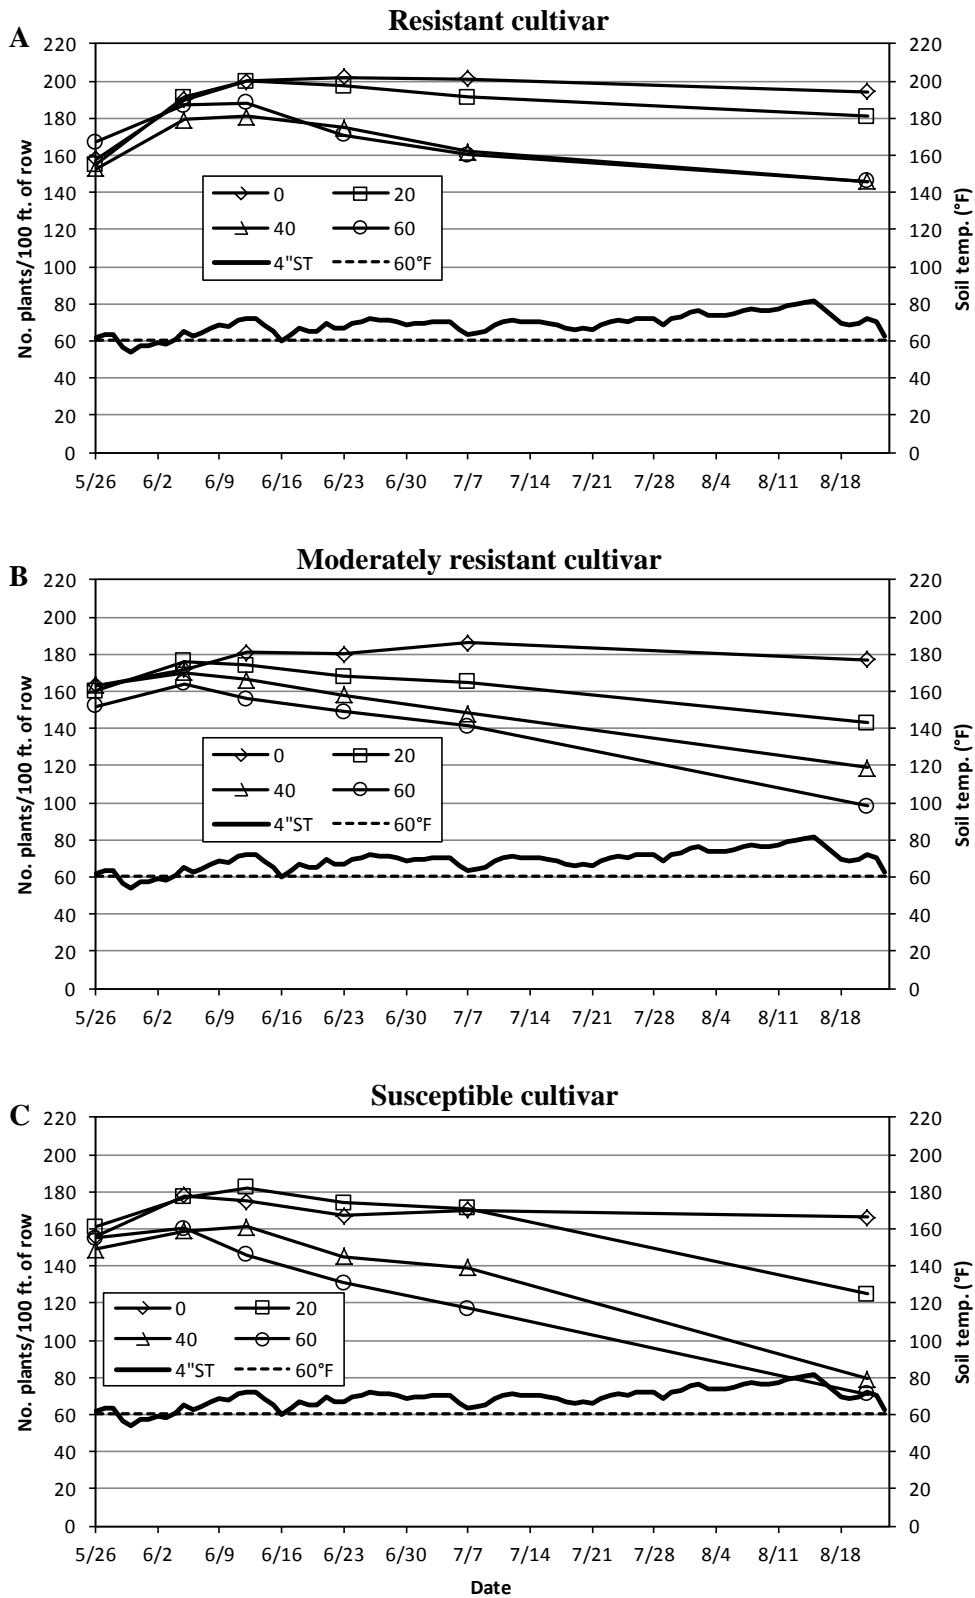 Resistant cultivar
A
220 220
200 200
180 180
160 160
140 140
120 120
100 100
80 80
60 60
40 40
20 20
0 0
No. plants/100 ft. of row
Soil temp. (°F)
0 20
40 60
4"ST 60°F
5/26 6/2 6/9 6/16 6/23 6/30 7/7 7/14 7/21 7/28 8/4 8/11 8/18
Moderately resistant cultivar
B
220 220
200 200
180 180
160 160
140 140
120 120
100 100
80 80
60 60
40 40
20 20
0 0
No. plants/100 ft. of row
Soil temp. (°F)
0 20
40 60
4"ST 60°F
5/26 6/2 6/9 6/16 6/23 6/30 7/7 7/14 7/21 7/28 8/4 8/11 8/18
Susceptible cultivar
C
220 220
200 200
180 180
160 160
140 140
120 120
100 100
80 80
60 60
40 40
20 20
0 0
No. plants/100 ft. of row
Soil temp. (°F)
0 20
40 60
4"ST 60°F
5/26 6/2 6/9 6/16 6/23 6/30 7/7 7/14 7/21 7/28 8/4 8/11 8/18
Date